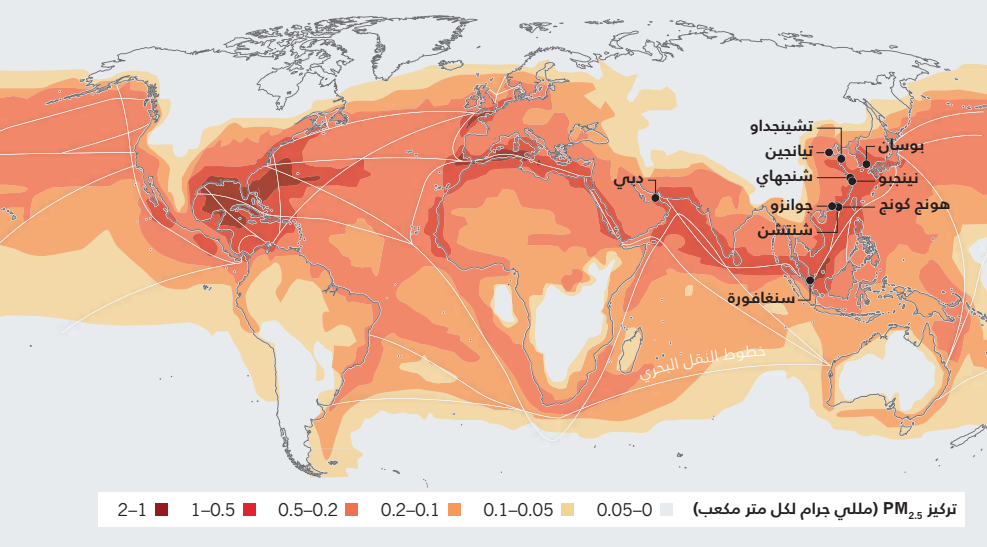 تشينجداو
بوسان
تيانجين
دبي
شنجهاي
نينجبو
جوانزو
هونج كونج
شنتشن
سنغافورة
خطوط النقل البحري
تركيز PM2.5 (مللي جرام لكل متر مكعب) 0.05–0 0.1–0.05 0.2–0.1 0.5–0.2 1–0.5 2–1